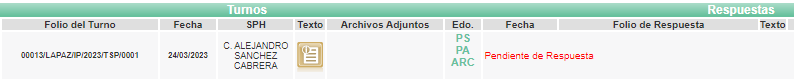 Turnos Respuestas
Folio del Turno Fecha SPH Texto Archivos Adjuntos Edo. Fecha Folio de Respuesta Texto
00013/LAPAZ/IP/2023/TSP/0001 24/03/2023 C. ALEJANDRO
SANCHEZ
CABRERA
PS
PA
ARC
Pendiente de Respuesta